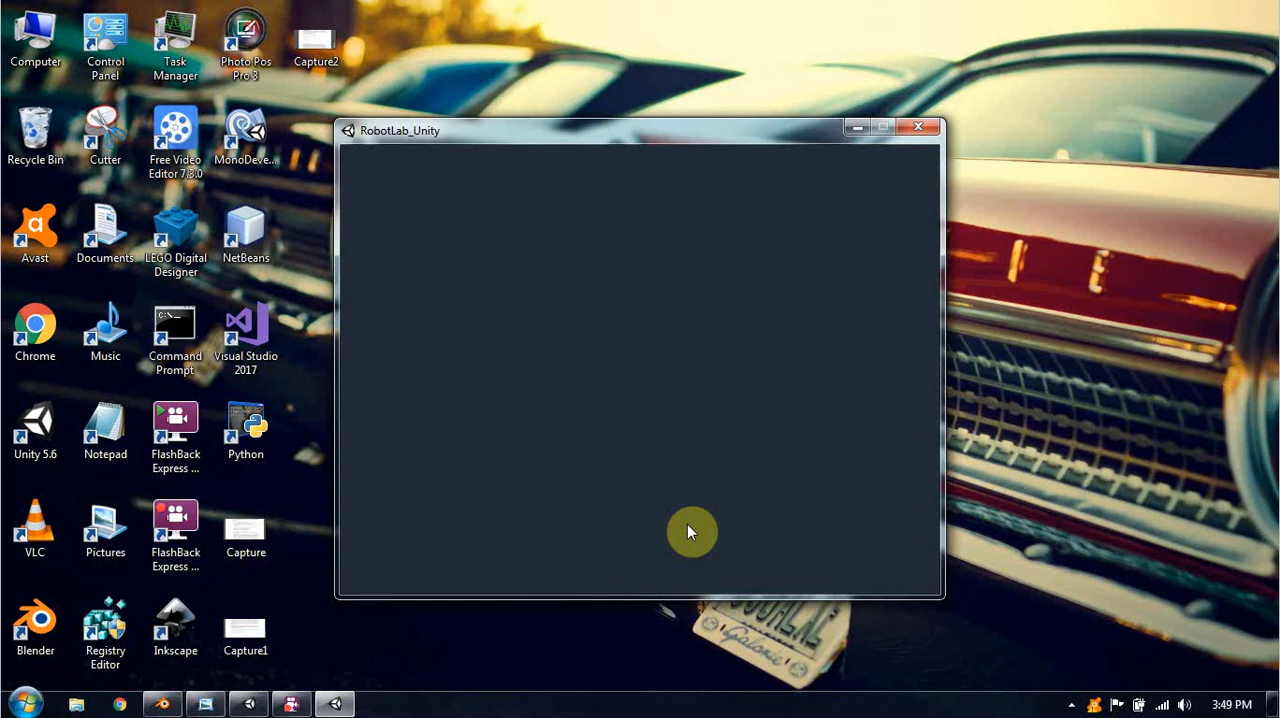 Computer
Control
Panel
Task
Manager
Photo Pos
Pro 3
Capture2
Recycle Bin
Cutter
Free Video
Editor 7.3.0
MonoDeve...
Avast
Documents
LEGO Digital
Designer
NetBeans
Chrome
Music
C:\_
Command
Prompt
Visual Studio
2017
Unity 5.6
Notepad
FlashBack
Express ...
Python
VLC
Pictures
FlashBack
Express ...
Capture
Blender
Registry
Editor
Inkscape
Capture1
RobotLab_Unity
Galaxie
3:49 PM